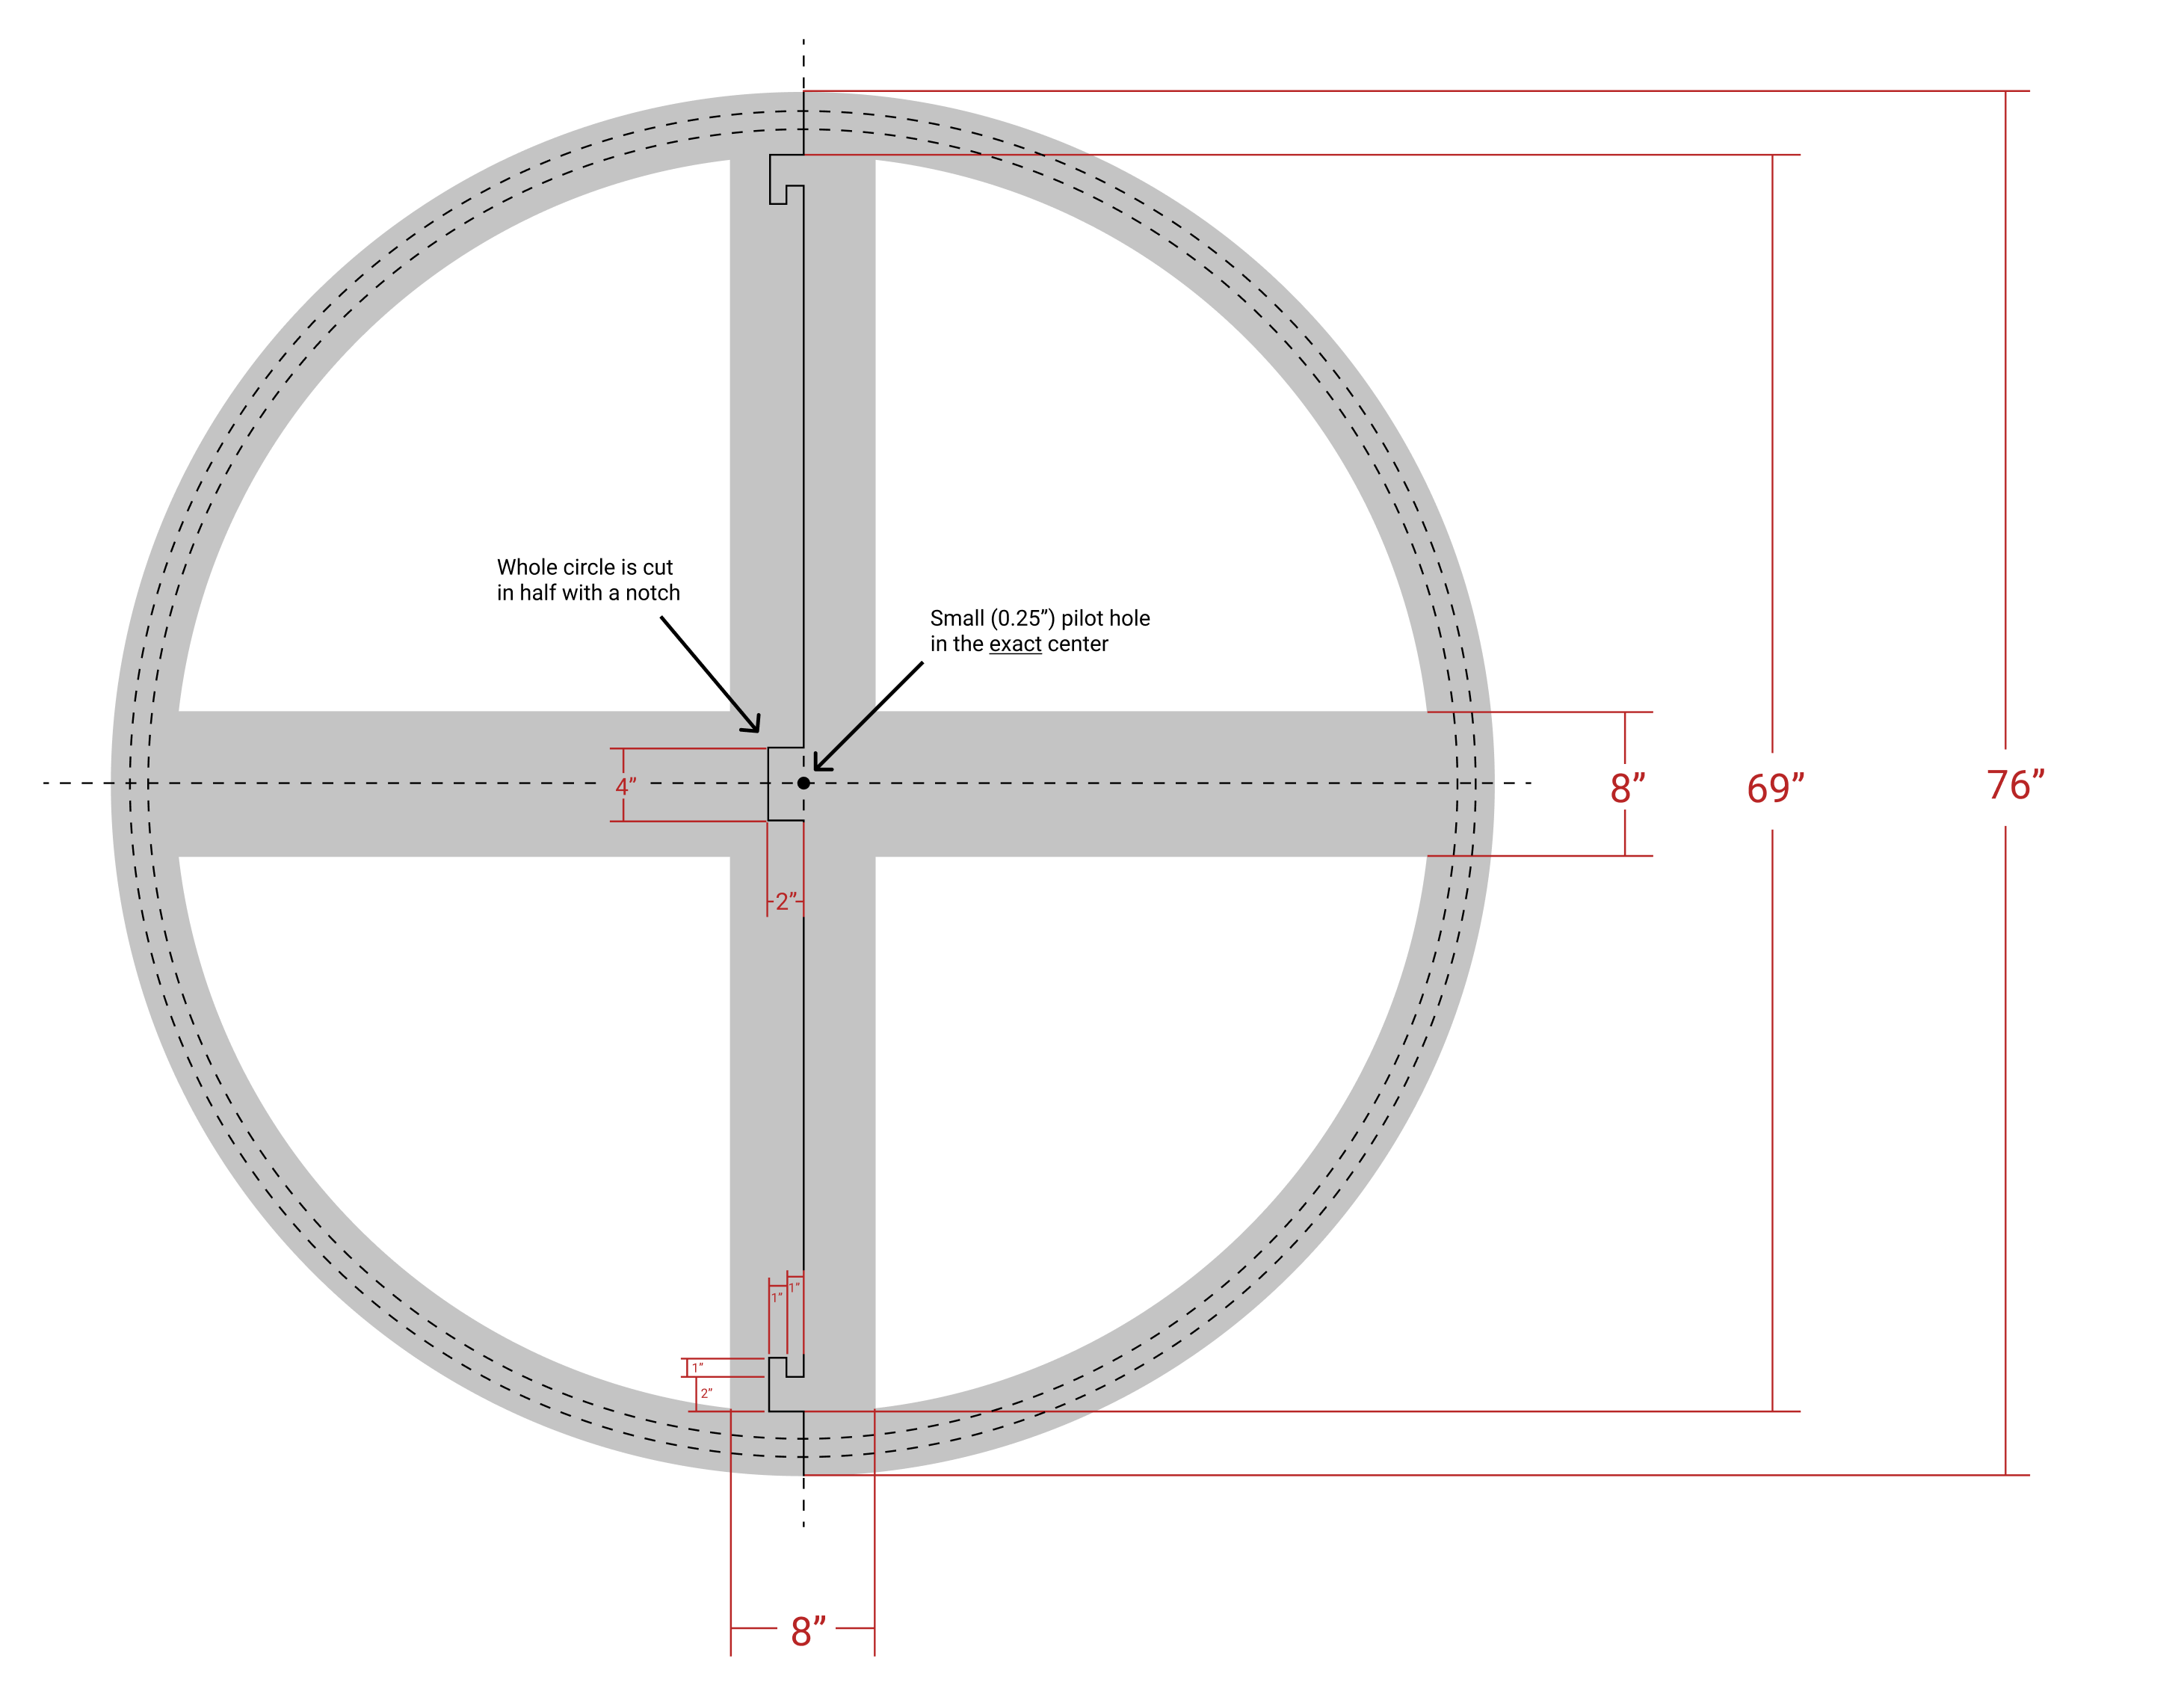 Whole circle is cut
in half with a notch
Small (0.25”) pilot hole
in the exact center
4”
8”
69”
76”
2”
1”
1”
1”
2”
8”